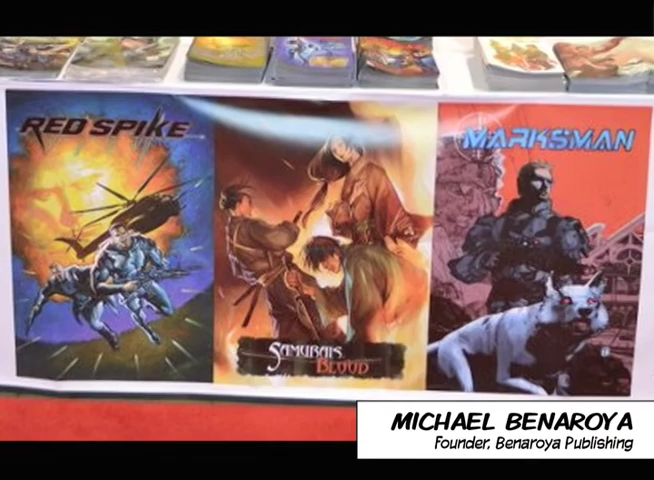 RED SPIKE
MARKSMAN
SAMURAI'S
BLOOD
MICHAEL BENAROYA
Founder, Benaroya Publishing